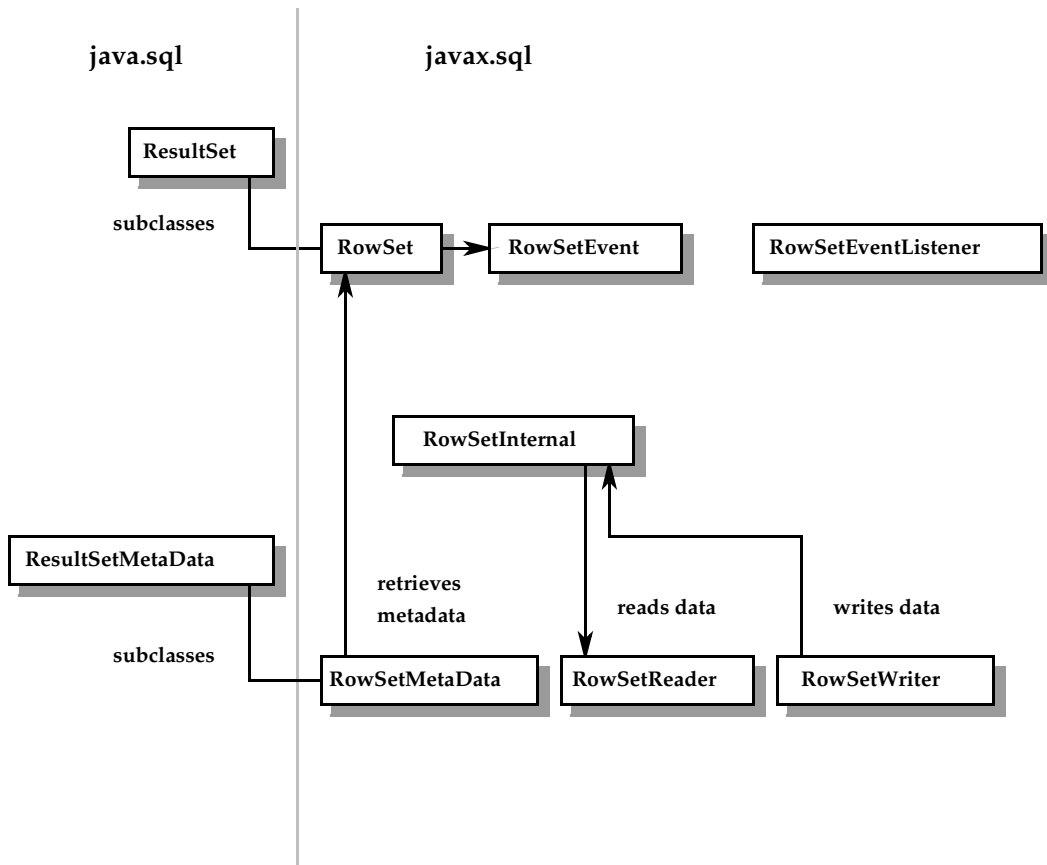 java.sql
javax.sql
ResultSet
subclasses
RowSet
RowSetEvent
RowSetEventListener
RowSetInternal
ResultSetMetaData
retrieves
metadata
reads data
writes data
subclasses
RowSetMetaData
RowSetReader
RowSetWriter